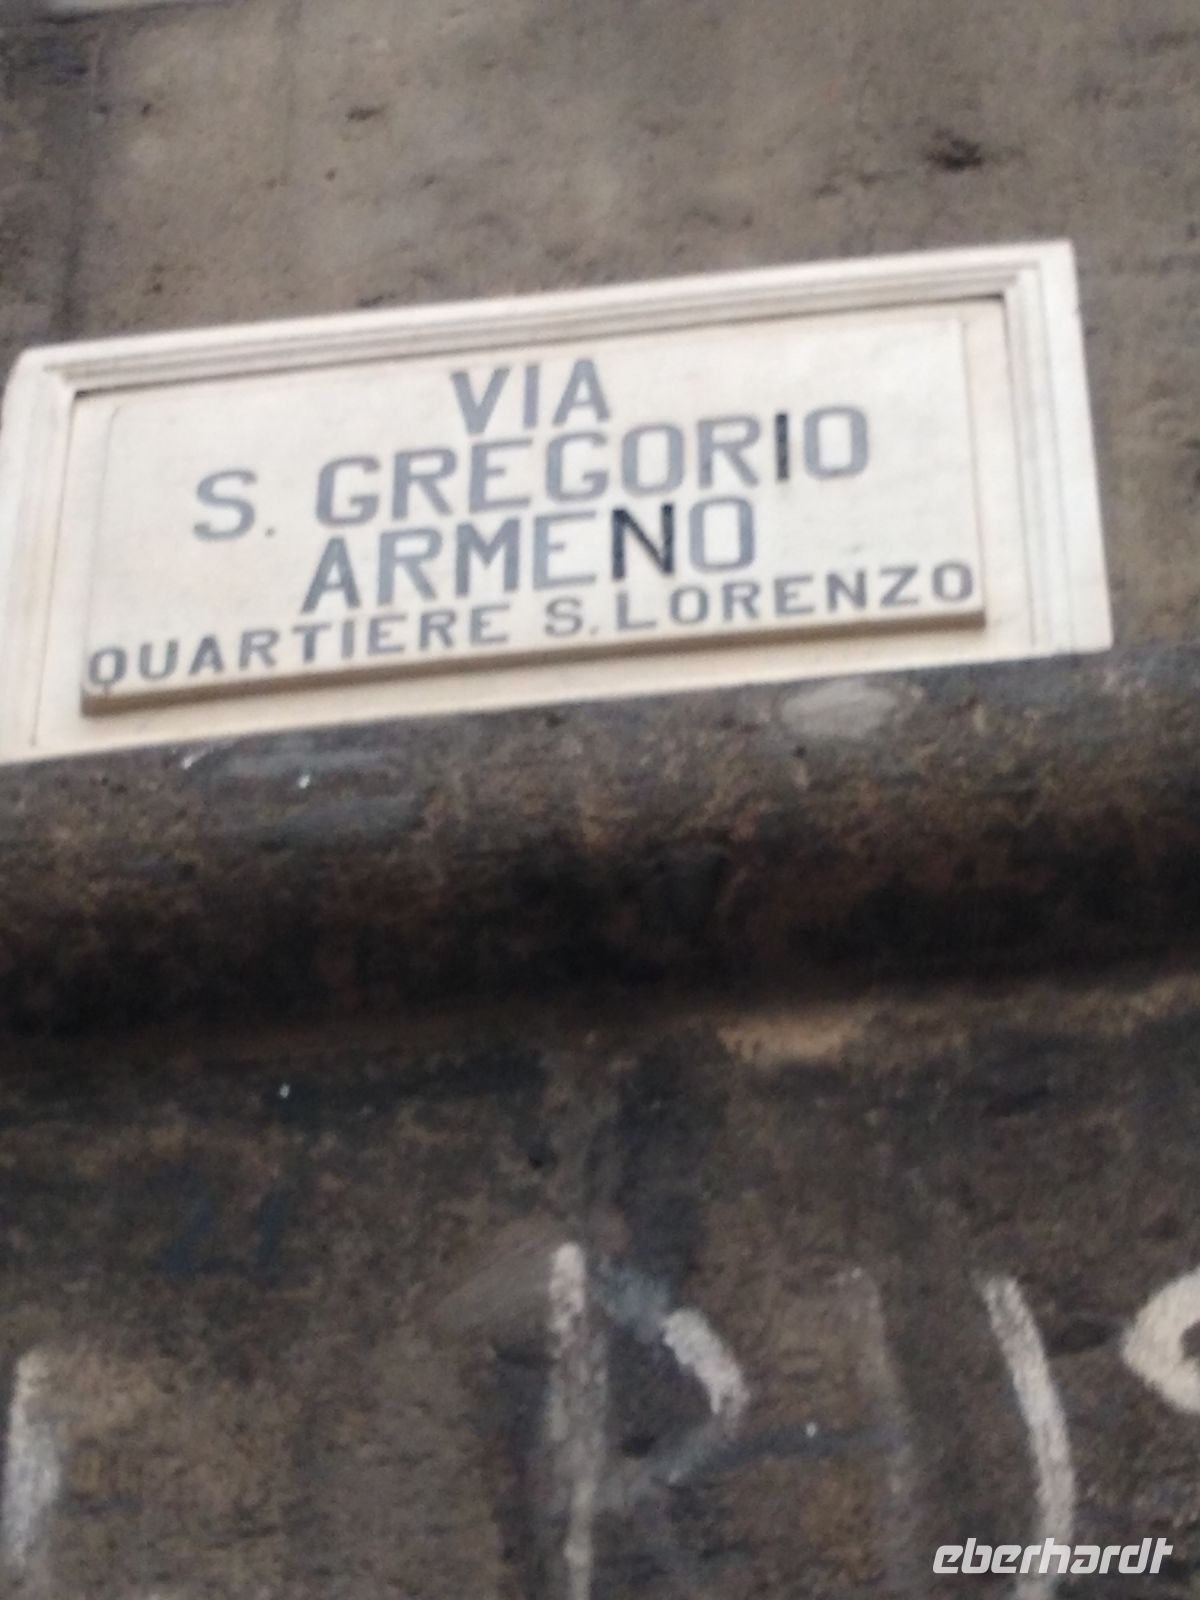 VIA
S. GREGORIO
ARMENO
QUARTIERE S. LORENZO
eberhardt